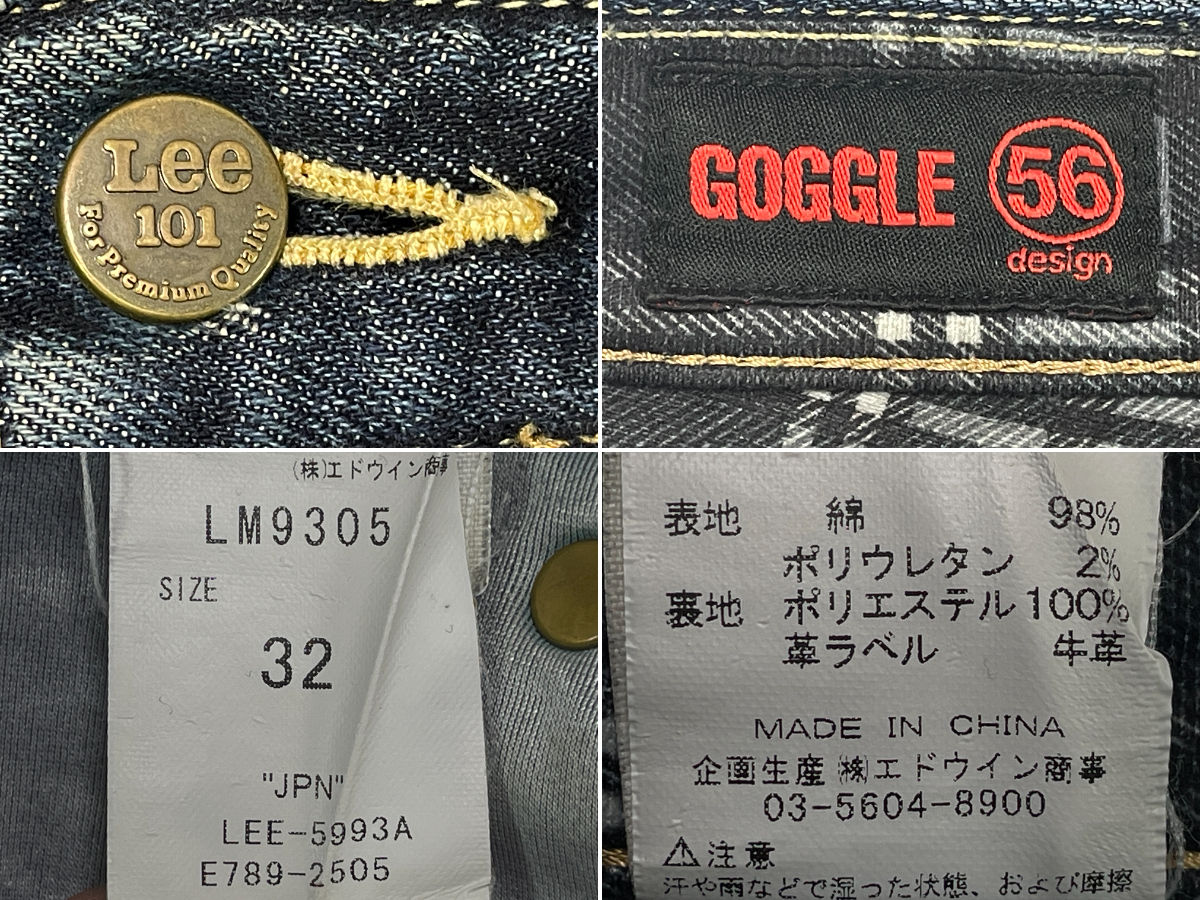 Lee
101
For Premium Quality
GOGGLE 56
design
(株)エドウイン商事
LM9305
SIZE
32
"JPN"
LEE-5993A
E789-2505
表地 綿 98%
ポリウレタン 2%
裏地 ポリエステル 100%
革ラベル 牛革
MADE IN CHINA
企画生産 (株)エドウイン商事
03-5604-8900
⚠注意
汗や雨などで湿った状態、および摩擦